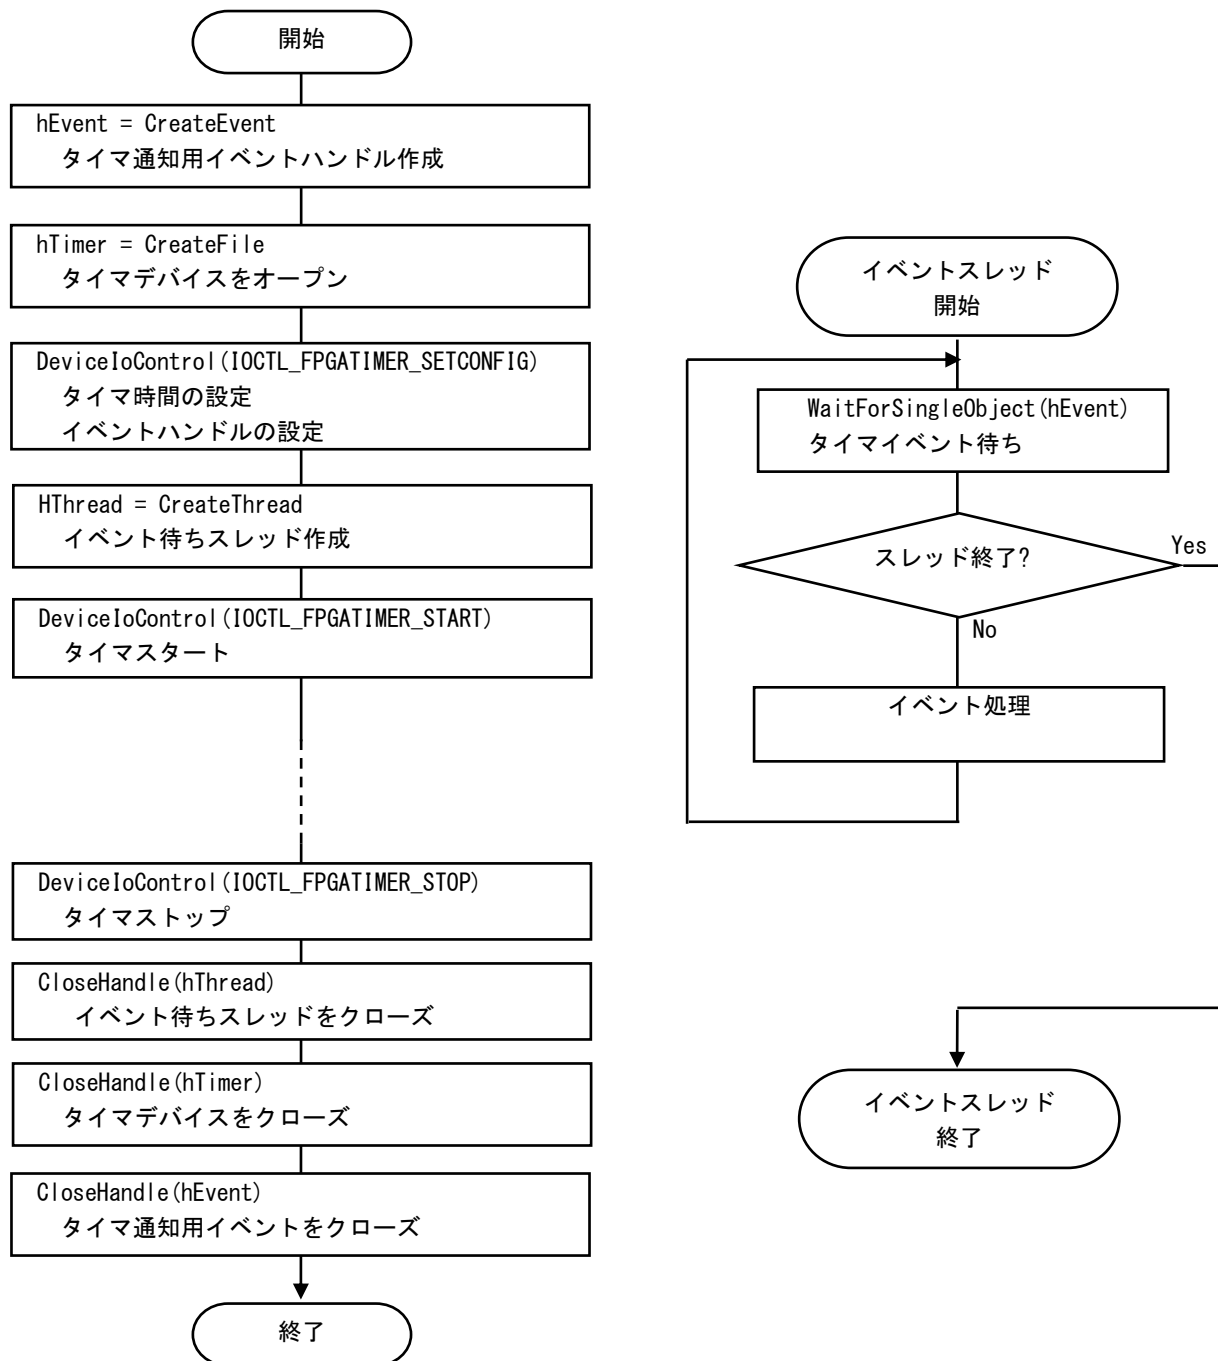 開始
hEvent = CreateEvent
タイマ通知用イベントハンドル作成
hTimer = CreateFile
タイマデバイスをオープン
DeviceIoControl(IOCTL_FPGATIMER_SETCONFIG)
タイマ時間の設定
イベントハンドルの設定
HThread = CreateThread
イベント待ちスレッド作成
DeviceIoControl(IOCTL_FPGATIMER_START)
タイマスタート
DeviceIoControl(IOCTL_FPGATIMER_STOP)
タイマストップ
CloseHandle(hThread)
イベント待ちスレッドをクローズ
CloseHandle(hTimer)
タイマデバイスをクローズ
CloseHandle(hEvent)
タイマ通知用イベントをクローズ
終了
イベントスレッド
開始
WaitForSingleObject(hEvent)
タイマイベント待ち
スレッド終了?
Yes
No
イベント処理
イベントスレッド
終了